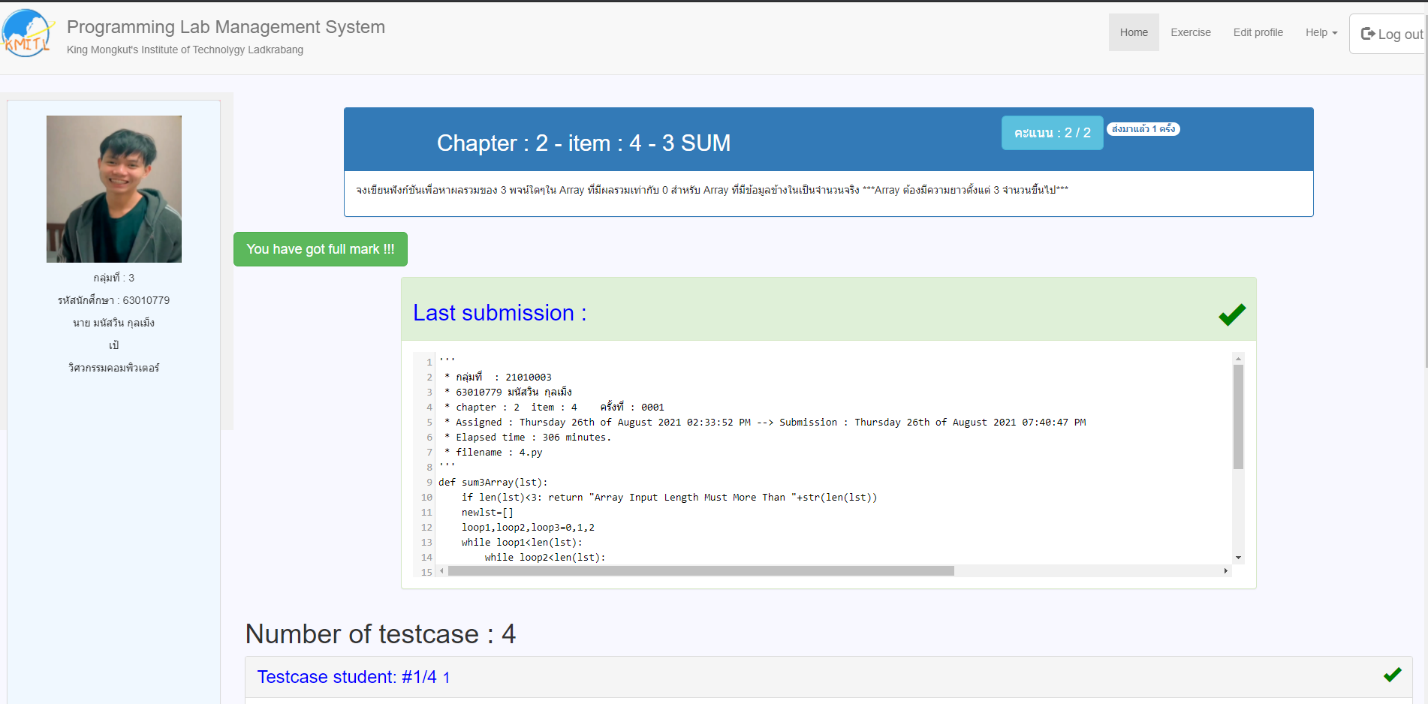 KMITL
Programming Lab Management System
King Mongkut's Institute of Technolygy Ladkrabang
Home
Exercise
Edit profile
Help
Log out
กลุ่มที่ : 3
รหัสนักศึกษา : 63010779
นาย มนัสวิน กุลเม็ง
เป้
วิศวกรรมคอมพิวเตอร์
Chapter : 2 - item : 4 - 3 SUM
คะแนน : 2 / 2
ส่งมาแล้ว 1 ครั้ง
จงเขียนฟังก์ชันเพื่อหาผลรวมของ 3 พจน์ใดๆใน Array ที่มีผลรวมเท่ากับ 0 สำหรับ Array ที่มีข้อมูลข้างในเป็นจำนวนจริง ***Array ต้องมีความยาวตั้งแต่ 3 จำนวนขึ้นไป***
You have got full mark !!!
Last submission :
1 '''
2 * กลุ่มที่ : 21010003
3 * 63010779 มนัสวิน กุลเม็ง
4 * chapter : 2 item : 4 ครั้งที่ : 0001
5 * Assigned : Thursday 26th of August 2021 02:33:52 PM --> Submission : Thursday 26th of August 2021 07:40:47 PM
6 * Elapsed time : 306 minutes.
7 * filename : 4.py
8 '''
9 def sum3Array(lst):
10 if len(lst)<3: return "Array Input Length Must More Than "+str(len(lst))
11 newlst=[]
12 loop1,loop2,loop3=0,1,2
13 while loop1<len(lst):
14 while loop2<len(lst):
15
Number of testcase : 4
Testcase student: #1/4 1